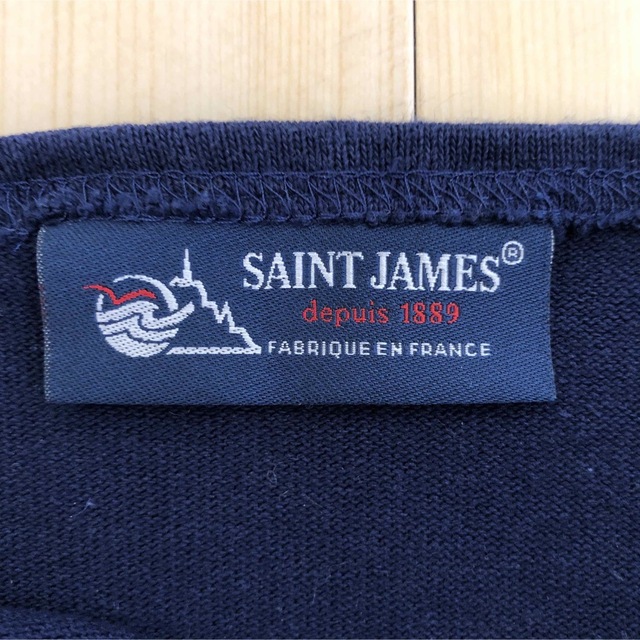 SAINT JAMES®
depuis 1889
FABRIQUE EN FRANCE